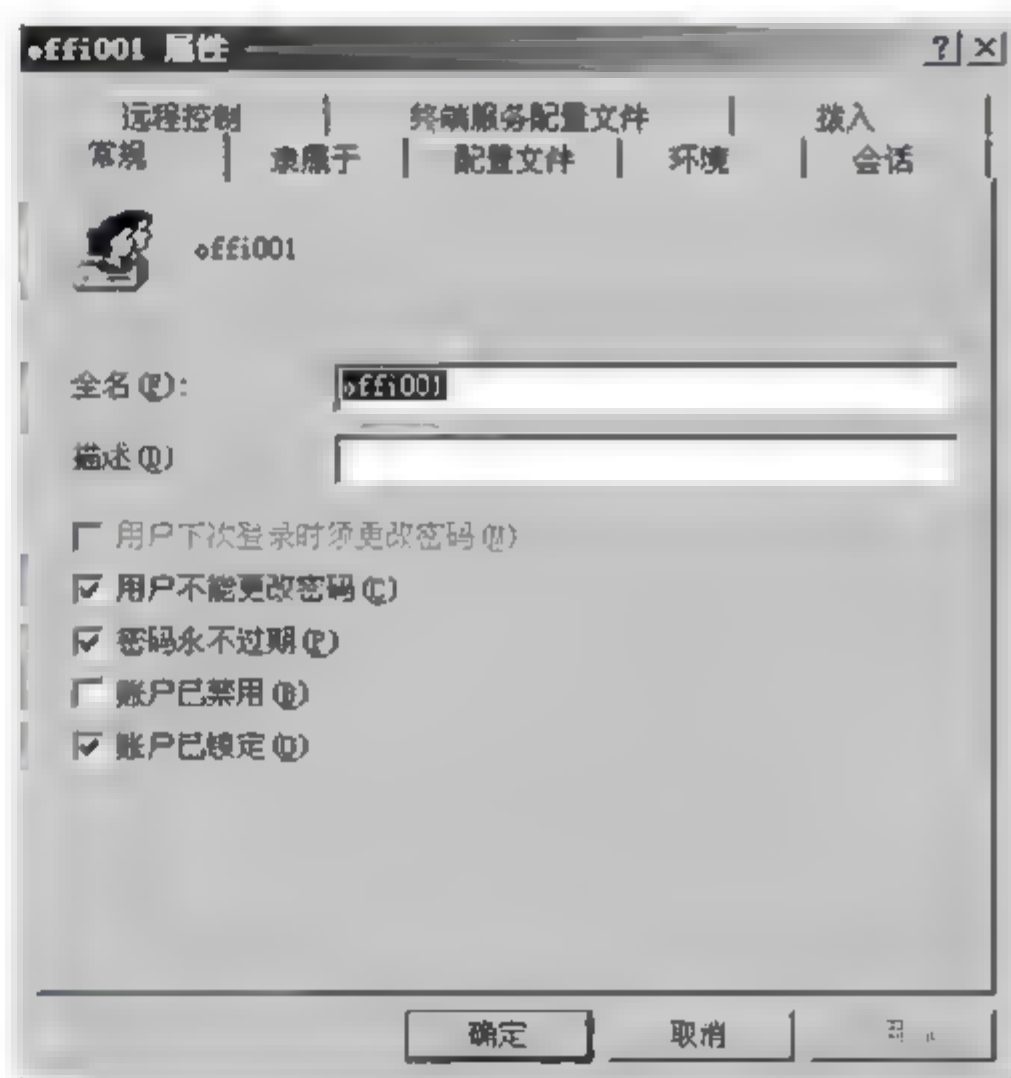 offi001 属性
远程控制 终端服务配置文件 拨入
常规 隶属于 配置文件 环境 会话
offi001
全名(F): offi001
描述(D)
用户下次登录时须更改密码(M)
用户不能更改密码(C)
密码永不过期(P)
账户已禁用(B)
账户已锁定(O)
确定 取消